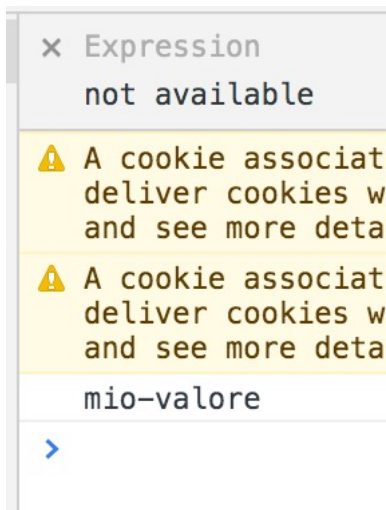 × Expression
not available
A cookie associat
deliver cookies w
and see more deta
A cookie associat
deliver cookies w
and see more deta
mio-valore
>